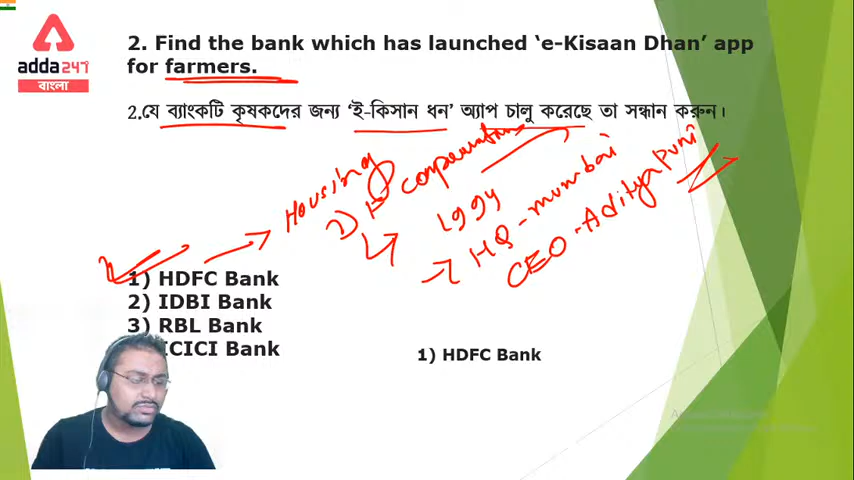 adda247
বাংলা
2. Find the bank which has launched ‘e-Kisaan Dhan’ app
for farmers.
2.যে ব্যাংকটি কৃষকদের জন্য ‘ই-কিসান ধন’ অ্যাপ চালু করেছে তা সন্ধান করুন।
Housing
D F corporation
1994
HQ - mumbai
CEO - Aditya Puri
1) HDFC Bank
2) IDBI Bank
3) RBL Bank
ICICI Bank
1) HDFC Bank